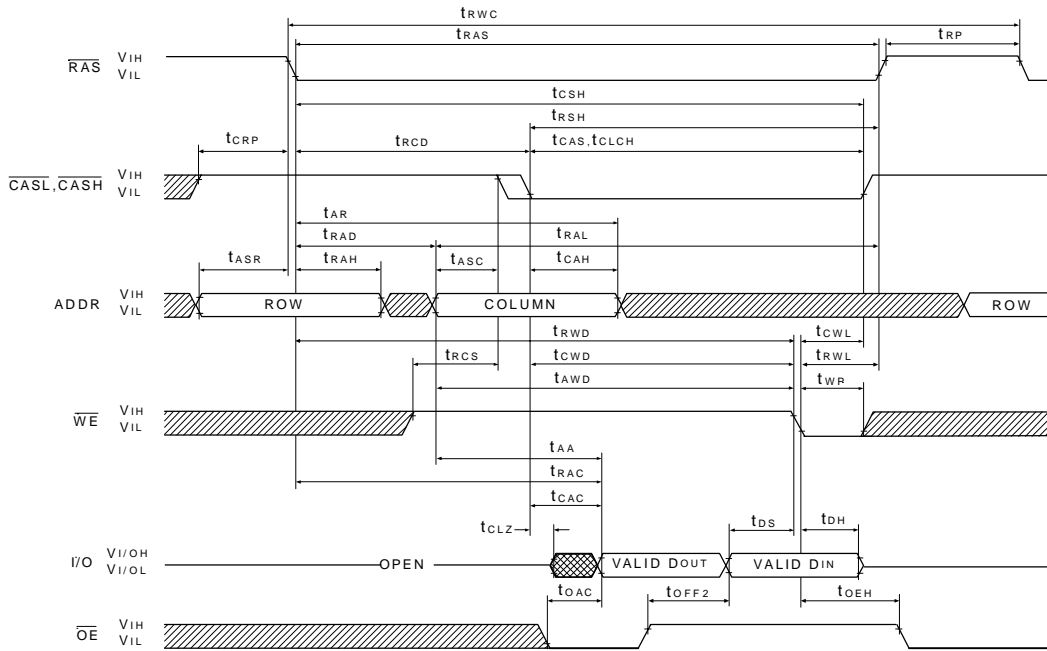 tRWC
tRAS
tRP
RAS
VIH
VIL
tCSH
tRSH
tCRP
tRCD
tCAS,tCLCH
CASL,CASH
VIH
VIL
tAR
tRAD
tRAL
tASR
tRAH
tASC
tCAH
ADDR
VIH
VIL
ROW
COLUMN
ROW
tRWD
tCWL
tRCS
tCWD
tRWL
tAWD
tWP
WE
VIH
VIL
tAA
tRAC
tCAC
tCLZ
tDS
tDH
I/O
VI/OH
VI/OL
OPEN
VALID DOUT
VALID DIN
tOAC
tOFF2
tOEH
OE
VIH
VIL